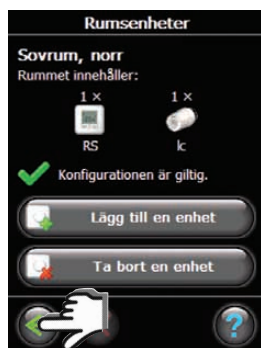 Rumsenheter
Sovrum, norr
Rummet innehåller:
1 × 1 ×
RS Ic
Konfigurationen är giltig.
Lägg till en enhet
Ta bort en enhet
?